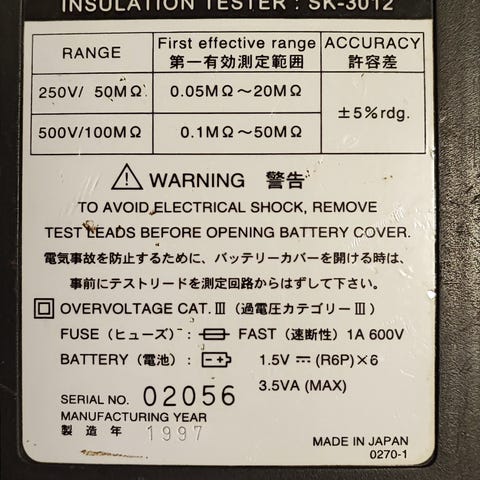 INSULATION TESTER : SK-3012
RANGE
First effective range
第一有効測定範囲
ACCURACY
許容差
250V/ 50MΩ
0.05MΩ～20MΩ
500V/100MΩ
0.1MΩ～50MΩ
±5%rdg.
⚠ WARNING 警告
TO AVOID ELECTRICAL SHOCK, REMOVE
TEST LEADS BEFORE OPENING BATTERY COVER.
電気事故を防止するために、バッテリーカバーを開ける時は、
事前にテストリードを測定回路からはずして下さい。
OVERVOLTAGE CAT. Ⅲ (過電圧カテゴリー Ⅲ)
FUSE (ヒューズ) : FAST (速断性) 1A 600V
BATTERY (電池) : 1.5V ⎓ (R6P)×6
3.5VA (MAX)
SERIAL NO. 02056
MANUFACTURING YEAR
製造年 1997
MADE IN JAPAN
0270-1